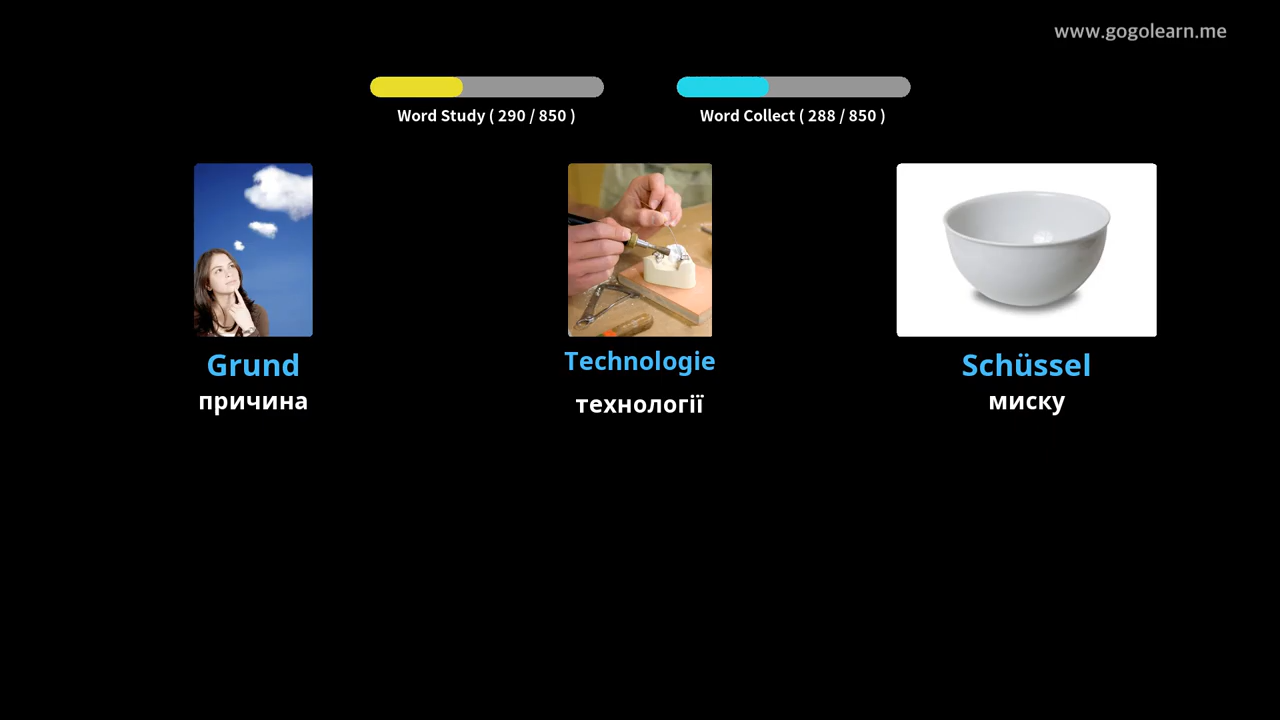 www.gogolearn.me
Word Study ( 290 / 850 )
Word Collect ( 288 / 850 )
Grund
причина
Technologie
технології
Schüssel
миску